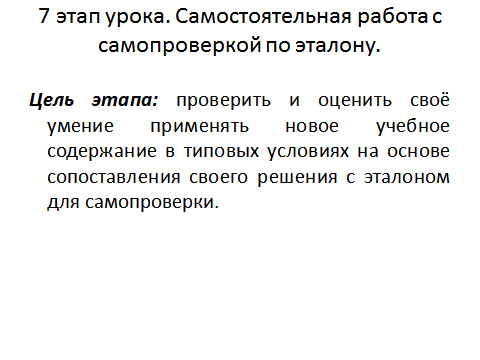 7 этап урока. Самостоятельная работа с
самопроверкой по эталону.
Цель этапа: проверить и оценить своё
умение применять новое учебное
содержание в типовых условиях на основе
сопоставления своего решения с эталоном
для самопроверки.